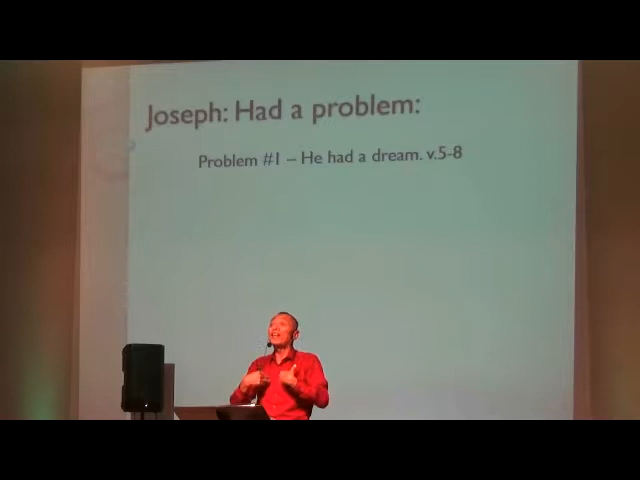 Joseph: Had a problem:
Problem #1 – He had a dream. v.5-8